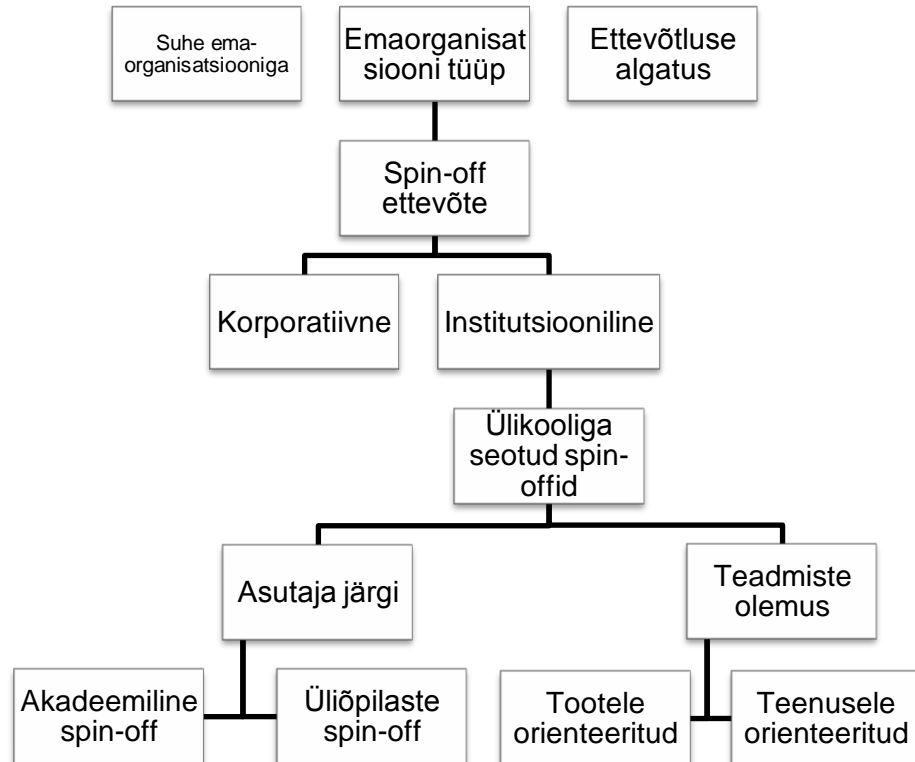 Suhe ema-
organisatsiooniga
Emaorganisat
siooni tüüp
Ettevõtluse
algatus
Spin-off
ettevõte
Korporatiivne
Institutsiooniline
Ülikooliga
seotud spin-
offid
Asutaja järgi
Teadmiste
olemus
Akadeemiline
spin-off
Üliõpilaste
spin-off
Tootele
orienteeritud
Teenusele
orienteeritud